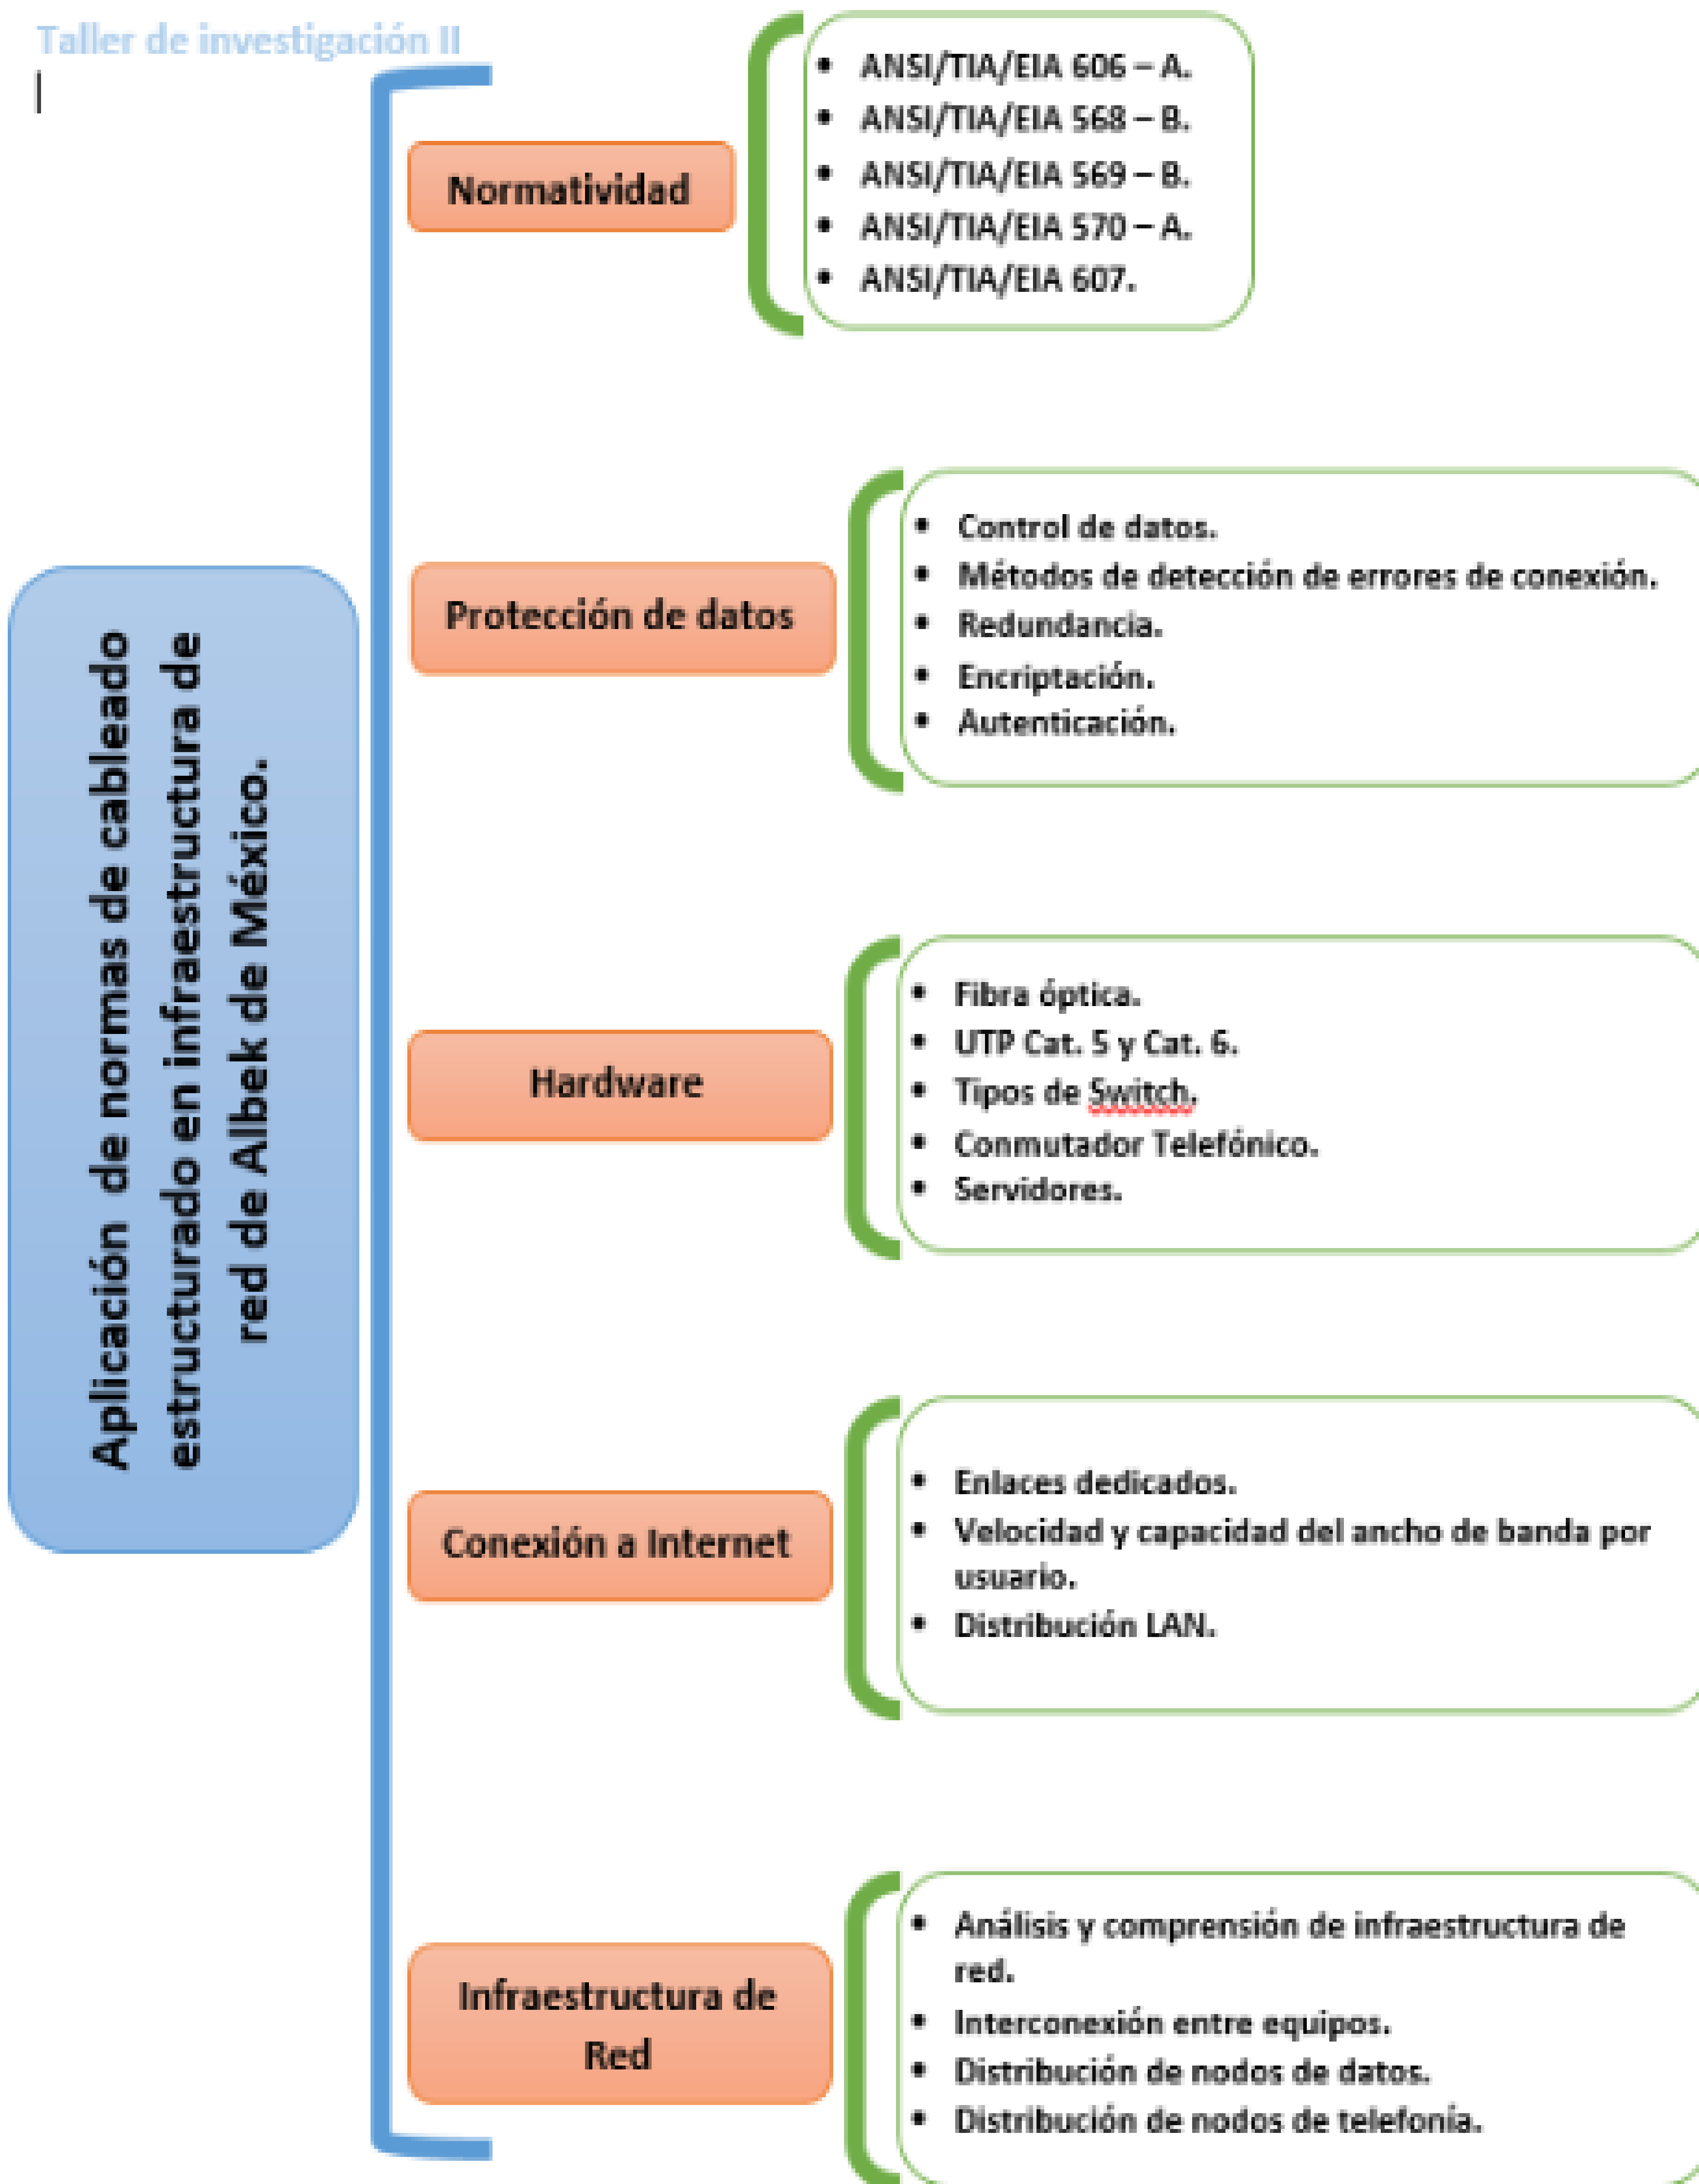 Taller de investigación II
Aplicación de normas de cableado
estructurado en infraestructura de
red de Albek de México.
Normatividad
• ANSI/TIA/EIA 606 – A.
• ANSI/TIA/EIA 568 – B.
• ANSI/TIA/EIA 569 – B.
• ANSI/TIA/EIA 570 – A.
• ANSI/TIA/EIA 607.
Protección de datos
• Control de datos.
• Métodos de detección de errores de conexión.
• Redundancia.
• Encriptación.
• Autenticación.
Hardware
• Fibra óptica.
• UTP Cat. 5 y Cat. 6.
• Tipos de Switch.
• Conmutador Telefónico.
• Servidores.
Conexión a Internet
• Enlaces dedicados.
• Velocidad y capacidad del ancho de banda por
usuario.
• Distribución LAN.
Infraestructura de
Red
• Análisis y comprensión de infraestructura de
red.
• Interconexión entre equipos.
• Distribución de nodos de datos.
• Distribución de nodos de telefonía.